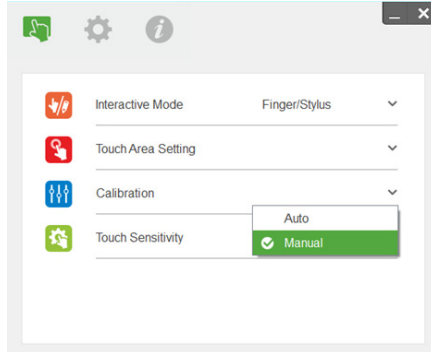 Interactive Mode Finger/Stylus
Touch Area Setting
Calibration
Auto
Touch Sensitivity Manual